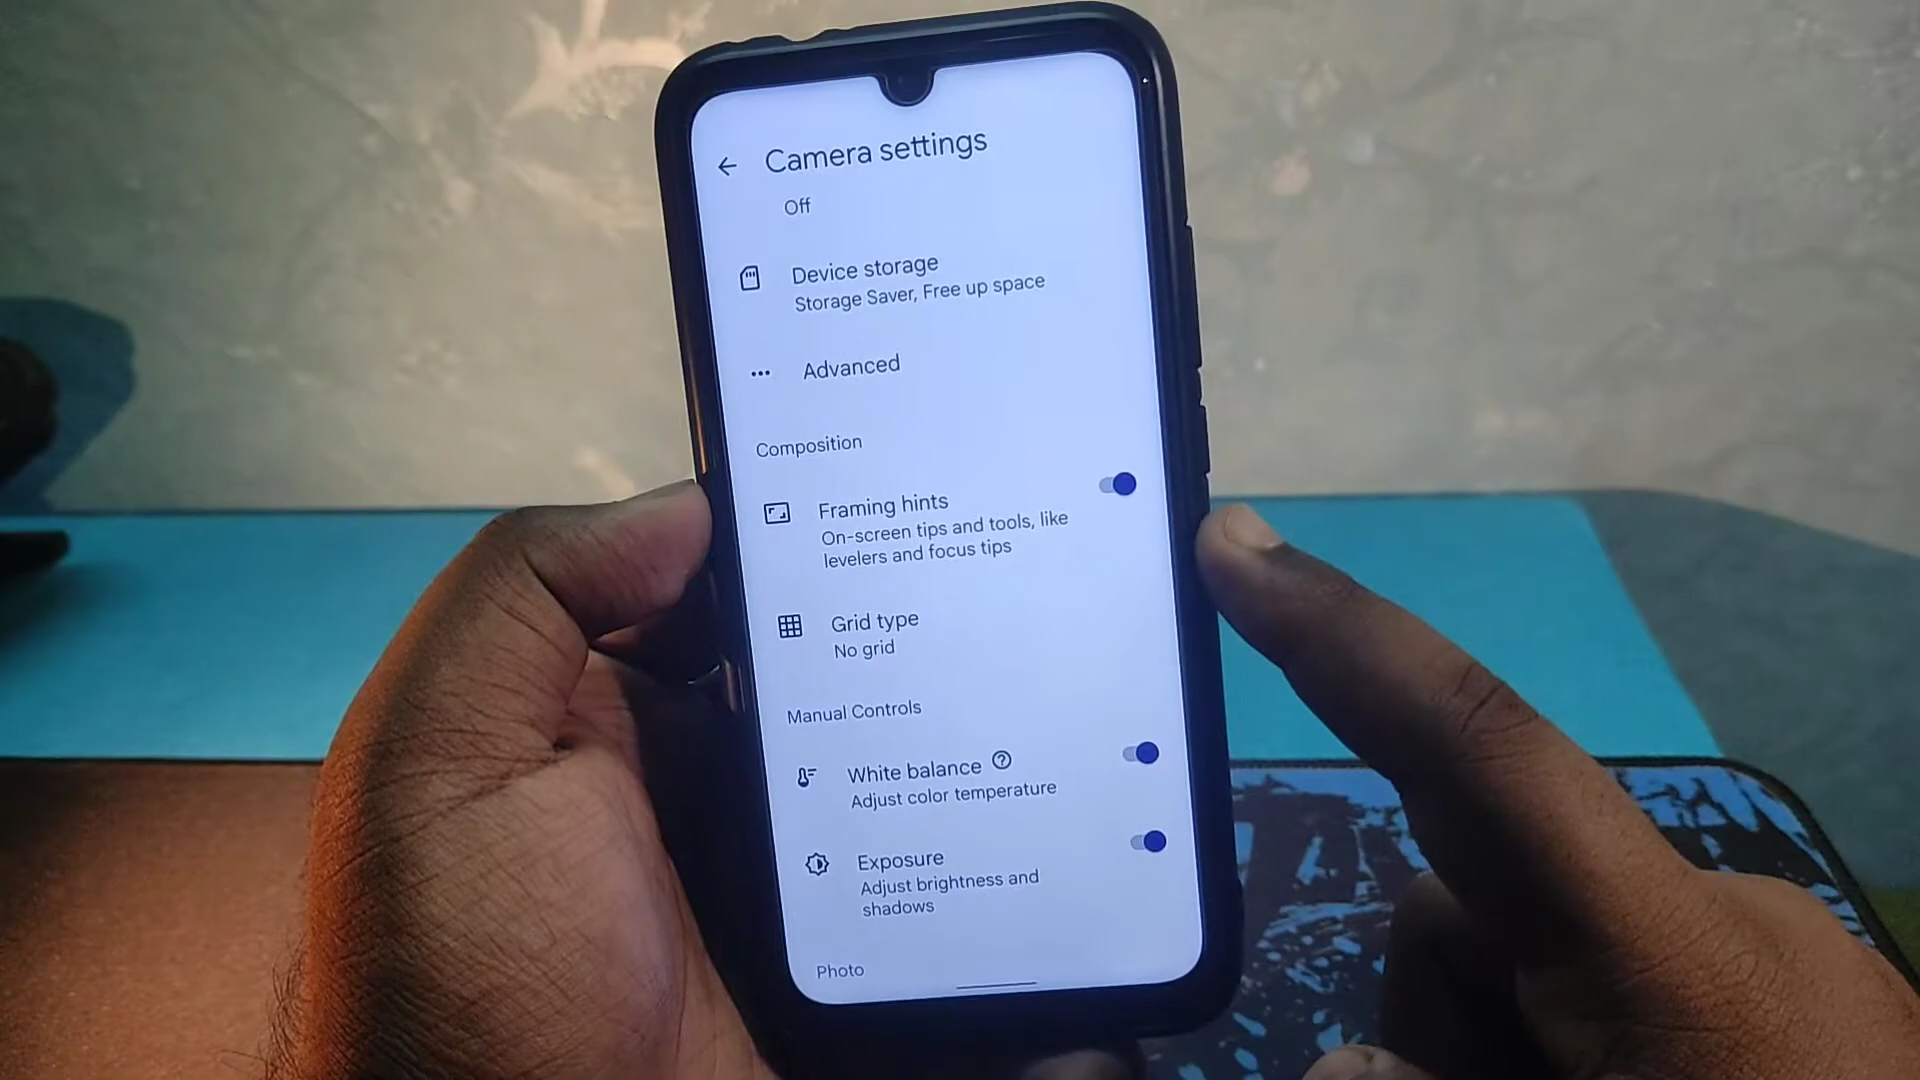 Camera settings
Off
Device storage
Storage Saver, Free up space
Advanced
Composition
Framing hints
On-screen tips and tools, like
levelers and focus tips
Grid type
No grid
Manual Controls
White balance
Adjust color temperature
Exposure
Adjust brightness and
shadows
Photo